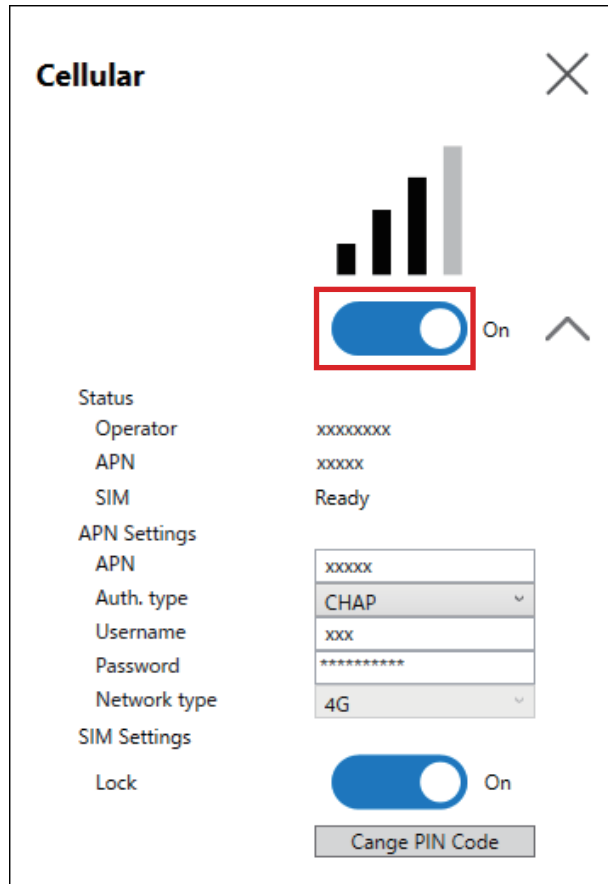 Cellular
On
Status
Operator xxxxxxxx
APN xxxxx
SIM Ready
APN Settings
APN xxxxx
Auth. type CHAP
Username xxx
Password **********
Network type 4G
SIM Settings
Lock On
Cange PIN Code